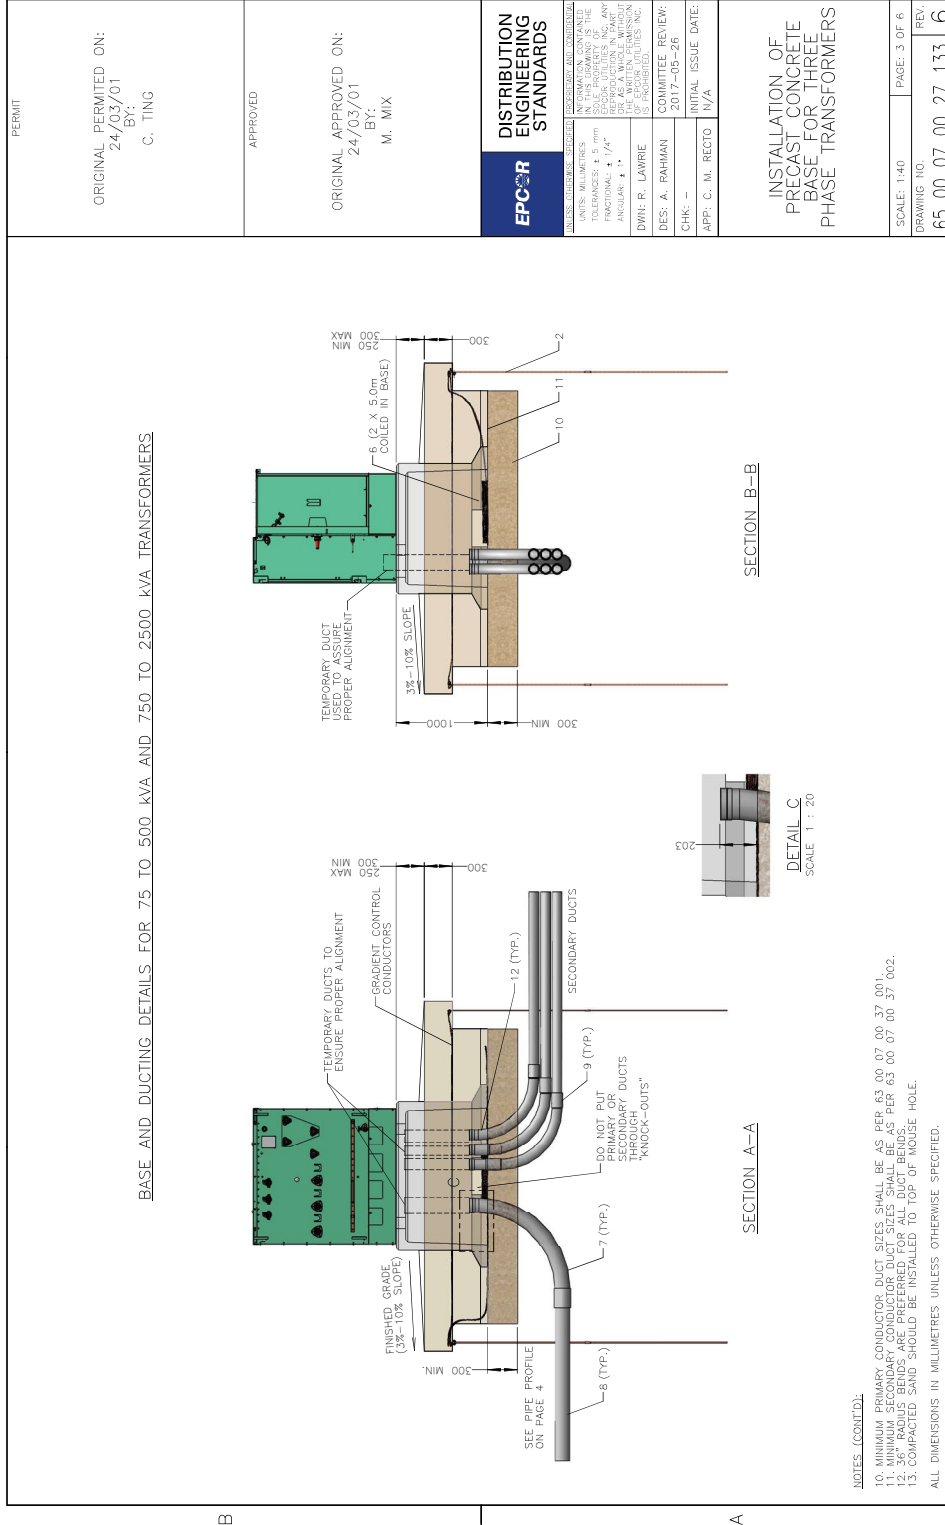 BASE AND DUCTING DETAILS FOR 75 TO 500 kVA AND 750 TO 2500 kVA TRANSFORMERS
FINISHED GRADE
(3%-10% SLOPE)
TEMPORARY DUCTS TO
ENSURE PROPER ALIGNMENT
GRADIENT CONTROL
CONDUCTORS
300 MIN
250 MAX
300
300 MIN.
SEE PIPE PROFILE
ON PAGE 4
8 (TYP.)
7 (TYP.)
C
DO NOT PUT
PRIMARY OR
SECONDARY DUCTS
THROUGH
"KNOCK-OUTS"
9 (TYP.)
12 (TYP.)
SECONDARY DUCTS
SECTION A-A
TEMPORARY DUCT
USED TO ASSURE
PROPER ALIGNMENT
3%-10% SLOPE
6 (2 X 5.0m
COILED IN BASE)
300 MAX
250 MIN
300
1000
300 MIN
2
11
10
SECTION B-B
203
DETAIL C
SCALE 1 : 20
NOTES (CONT'D):
10. MINIMUM PRIMARY CONDUCTOR DUCT SIZES SHALL BE AS PER 63 00 07 00 37 001.
11. MINIMUM SECONDARY CONDUCTOR DUCT SIZES SHALL BE AS PER 63 00 07 00 37 002.
12. 36" RADIUS BENDS ARE PREFERRED FOR ALL DUCT BENDS.
13. COMPACTED SAND SHOULD BE INSTALLED TO TOP OF MOUSE HOLE.
ALL DIMENSIONS IN MILLIMETRES UNLESS OTHERWISE SPECIFIED.
B
A
PERMIT
ORIGINAL PERMITED ON:
24/03/01
BY:
C. TING
APPROVED
ORIGINAL APPROVED ON:
24/03/01
BY:
M. MIX
EPCOR
DISTRIBUTION
ENGINEERING
STANDARDS
UNLESS OTHERWISE SPECIFIED
UNITS: MILLIMETRES
TOLERANCES: ± 5 mm
FRACTIONAL: ± 1/4"
ANGULAR: ± 1°
PROPRIETARY AND CONFIDENTIAL
INFORMATION CONTAINED
IN THIS DRAWING IS THE
SOLE PROPERTY OF
EPCOR UTILITIES INC. ANY
REPRODUCTION IN PART
OR AS A WHOLE WITHOUT
THE WRITTEN PERMISSION
OF EPCOR UTILITIES INC.
IS PROHIBITED.
DWN: R. LAWRIE
DES: A. RAHMAN
CHK: -
APP: C. M. RECTO
COMMITTEE REVIEW:
2017-05-26
INITIAL ISSUE DATE:
N/A
INSTALLATION OF
PRECAST CONCRETE
BASE FOR THREE
PHASE TRANSFORMERS
SCALE: 1:40
PAGE: 3 OF 6
DRAWING NO.
REV.
65 00 07 00 27 133
6